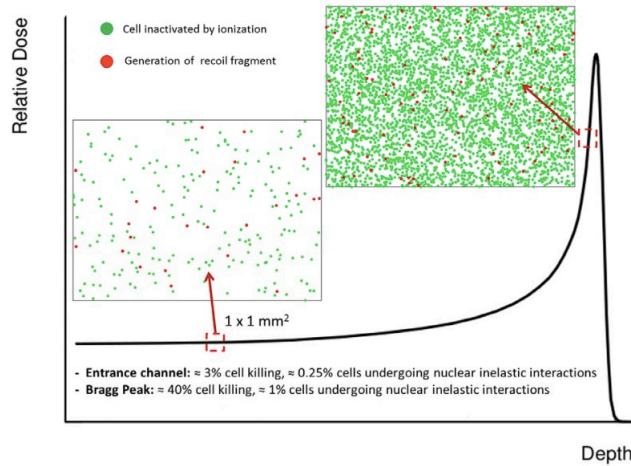 Relative Dose
Cell inactivated by ionization
Generation of recoil fragment
1 x 1 mm²
- Entrance channel: ≈ 3% cell killing, ≈ 0.25% cells undergoing nuclear inelastic interactions
- Bragg Peak: ≈ 40% cell killing, ≈ 1% cells undergoing nuclear inelastic interactions
Depth